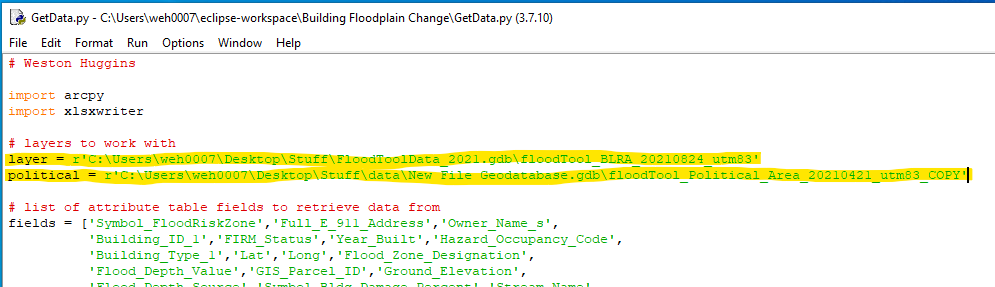 GetData.py - C:\Users\weh0007\eclipse-workspace\Building Floodplain Change\GetData.py (3.7.10)
File Edit Format Run Options Window Help
# Weston Huggins
import arcpy
import xlsxwriter
# layers to work with
layer = r'C:\Users\weh0007\Desktop\Stuff\FloodToolData_2021.gdb\floodTool_BLRA_20210824_utm83'
political = r'C:\Users\weh0007\Desktop\Stuff\data\New File Geodatabase.gdb\floodTool_Political_Area_20210421_utm83_COPY'
# list of attribute table fields to retrieve data from
fields = ['Symbol_FloodRiskZone','Full_E_911_Address','Owner_Name_s',
'Building_ID_1','FIRM_Status','Year_Built','Hazard_Occupancy_Code',
'Building_Type_1','Lat','Long','Flood_Zone_Designation',
'Flood_Depth_Value','GIS_Parcel_ID','Ground_Elevation',
'Flood_Depth_Source','Symbol_Bldg_Damage_Percent','Stream_Name',